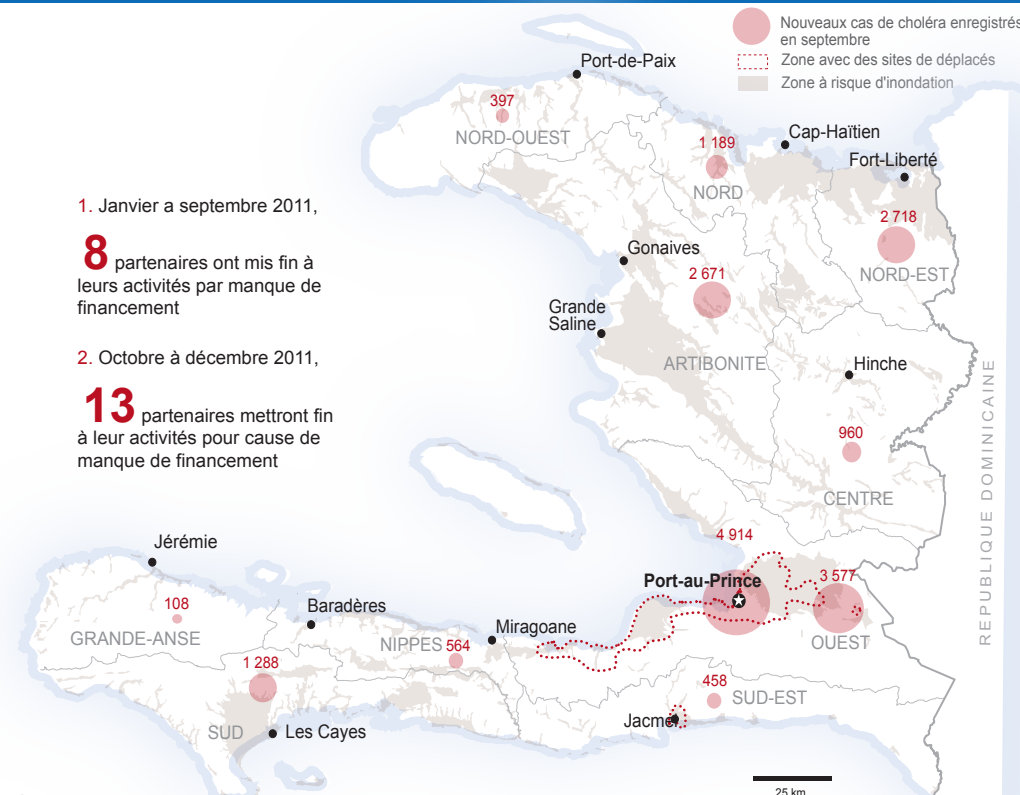 Nouveaux cas de choléra enregistrés
en septembre
Zone avec des sites de déplacés
Zone à risque d'inondation
Port-de-Paix
397
NORD-OUEST
Cap-Haïtien
1 189
NORD
Fort-Liberté
2 718
NORD-EST
1. Janvier a septembre 2011,
8 partenaires ont mis fin à
leurs activités par manque de
financement
2. Octobre à décembre 2011,
13 partenaires mettront fin
à leur activités pour cause de
manque de financement
Gonaives
2 671
Grande
Saline
ARTIBONITE
Hinche
960
CENTRE
REPUBLIQUE DOMINICAINE
4 914
Port-au-Prince
3 577
OUEST
Jérémie
108
GRANDE-ANSE
Baradères
NIPPES 564
Miragoane
1 288
SUD
Les Cayes
458
SUD-EST
Jacmel
25 km